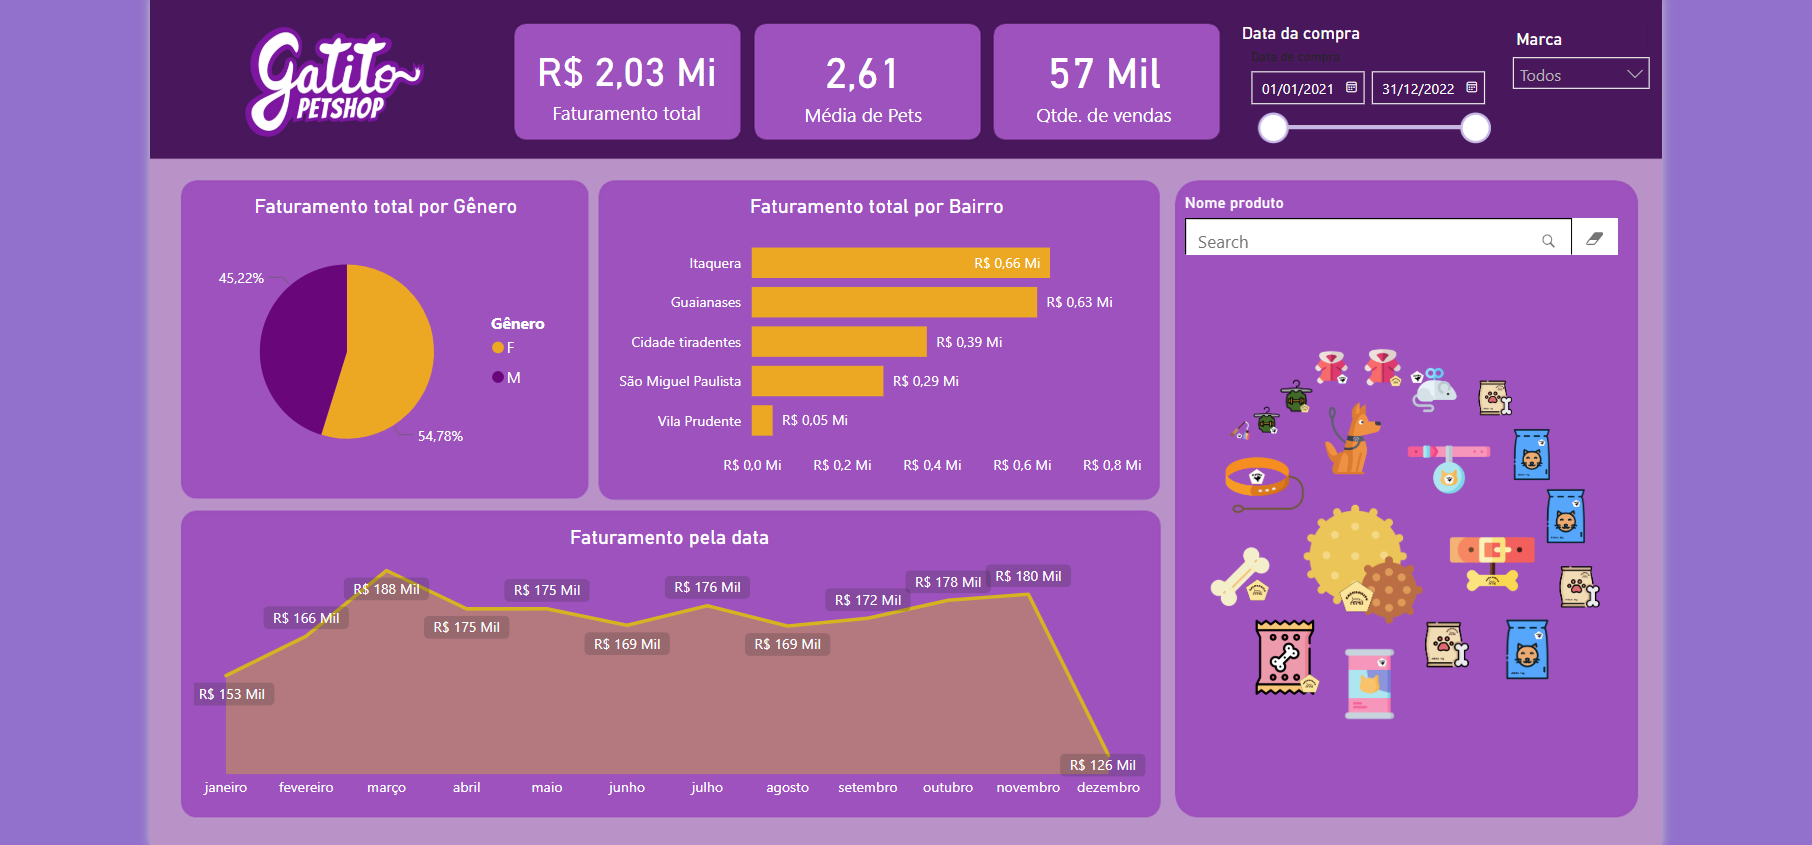 Gatito
PETSHOP
R$ 2,03 Mi
Faturamento total
2,61
Média de Pets
57 Mil
Qtde. de vendas
Data da compra
Data de compra
01/01/2021
31/12/2022
Marca
Todos
Faturamento total por Gênero
45,22%
54,78%
Gênero
F
M
Faturamento total por Bairro
Itaquera
R$ 0,66 Mi
Guaianases
R$ 0,63 Mi
Cidade tiradentes
R$ 0,39 Mi
São Miguel Paulista
R$ 0,29 Mi
Vila Prudente
R$ 0,05 Mi
R$ 0,0 Mi R$ 0,2 Mi R$ 0,4 Mi R$ 0,6 Mi R$ 0,8 Mi
Nome produto
Search
Faturamento pela data
R$ 153 Mil
R$ 166 Mil
R$ 188 Mil
R$ 175 Mil
R$ 175 Mil
R$ 169 Mil
R$ 176 Mil
R$ 169 Mil
R$ 172 Mil
R$ 178 Mil
R$ 180 Mil
R$ 126 Mil
janeiro fevereiro março abril maio junho julho agosto setembro outubro novembro dezembro